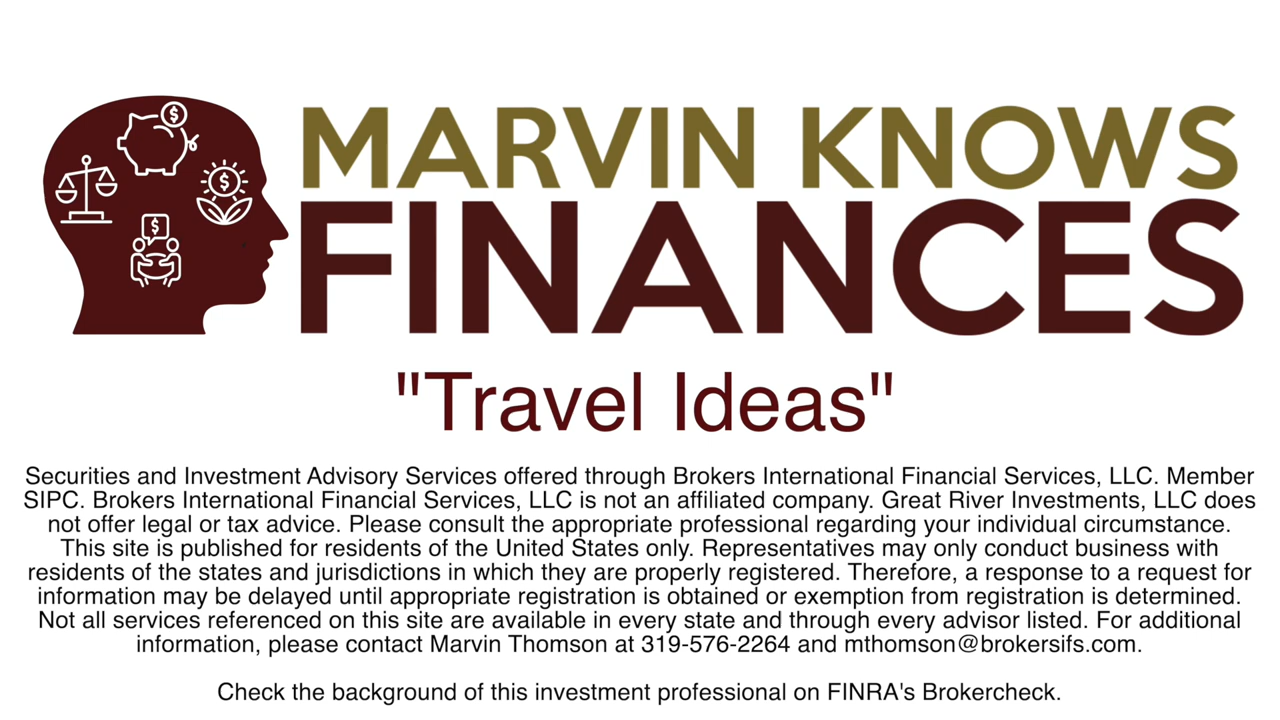 MARVIN KNOWS
FINANCES
"Travel Ideas"
Securities and Investment Advisory Services offered through Brokers International Financial Services, LLC. Member
SIPC. Brokers International Financial Services, LLC is not an affiliated company. Great River Investments, LLC does
not offer legal or tax advice. Please consult the appropriate professional regarding your individual circumstance.
This site is published for residents of the United States only. Representatives may only conduct business with
residents of the states and jurisdictions in which they are properly registered. Therefore, a response to a request for
information may be delayed until appropriate registration is obtained or exemption from registration is determined.
Not all services referenced on this site are available in every state and through every advisor listed. For additional
information, please contact Marvin Thomson at 319-576-2264 and mthomson@brokersifs.com.
Check the background of this investment professional on FINRA's Brokercheck.